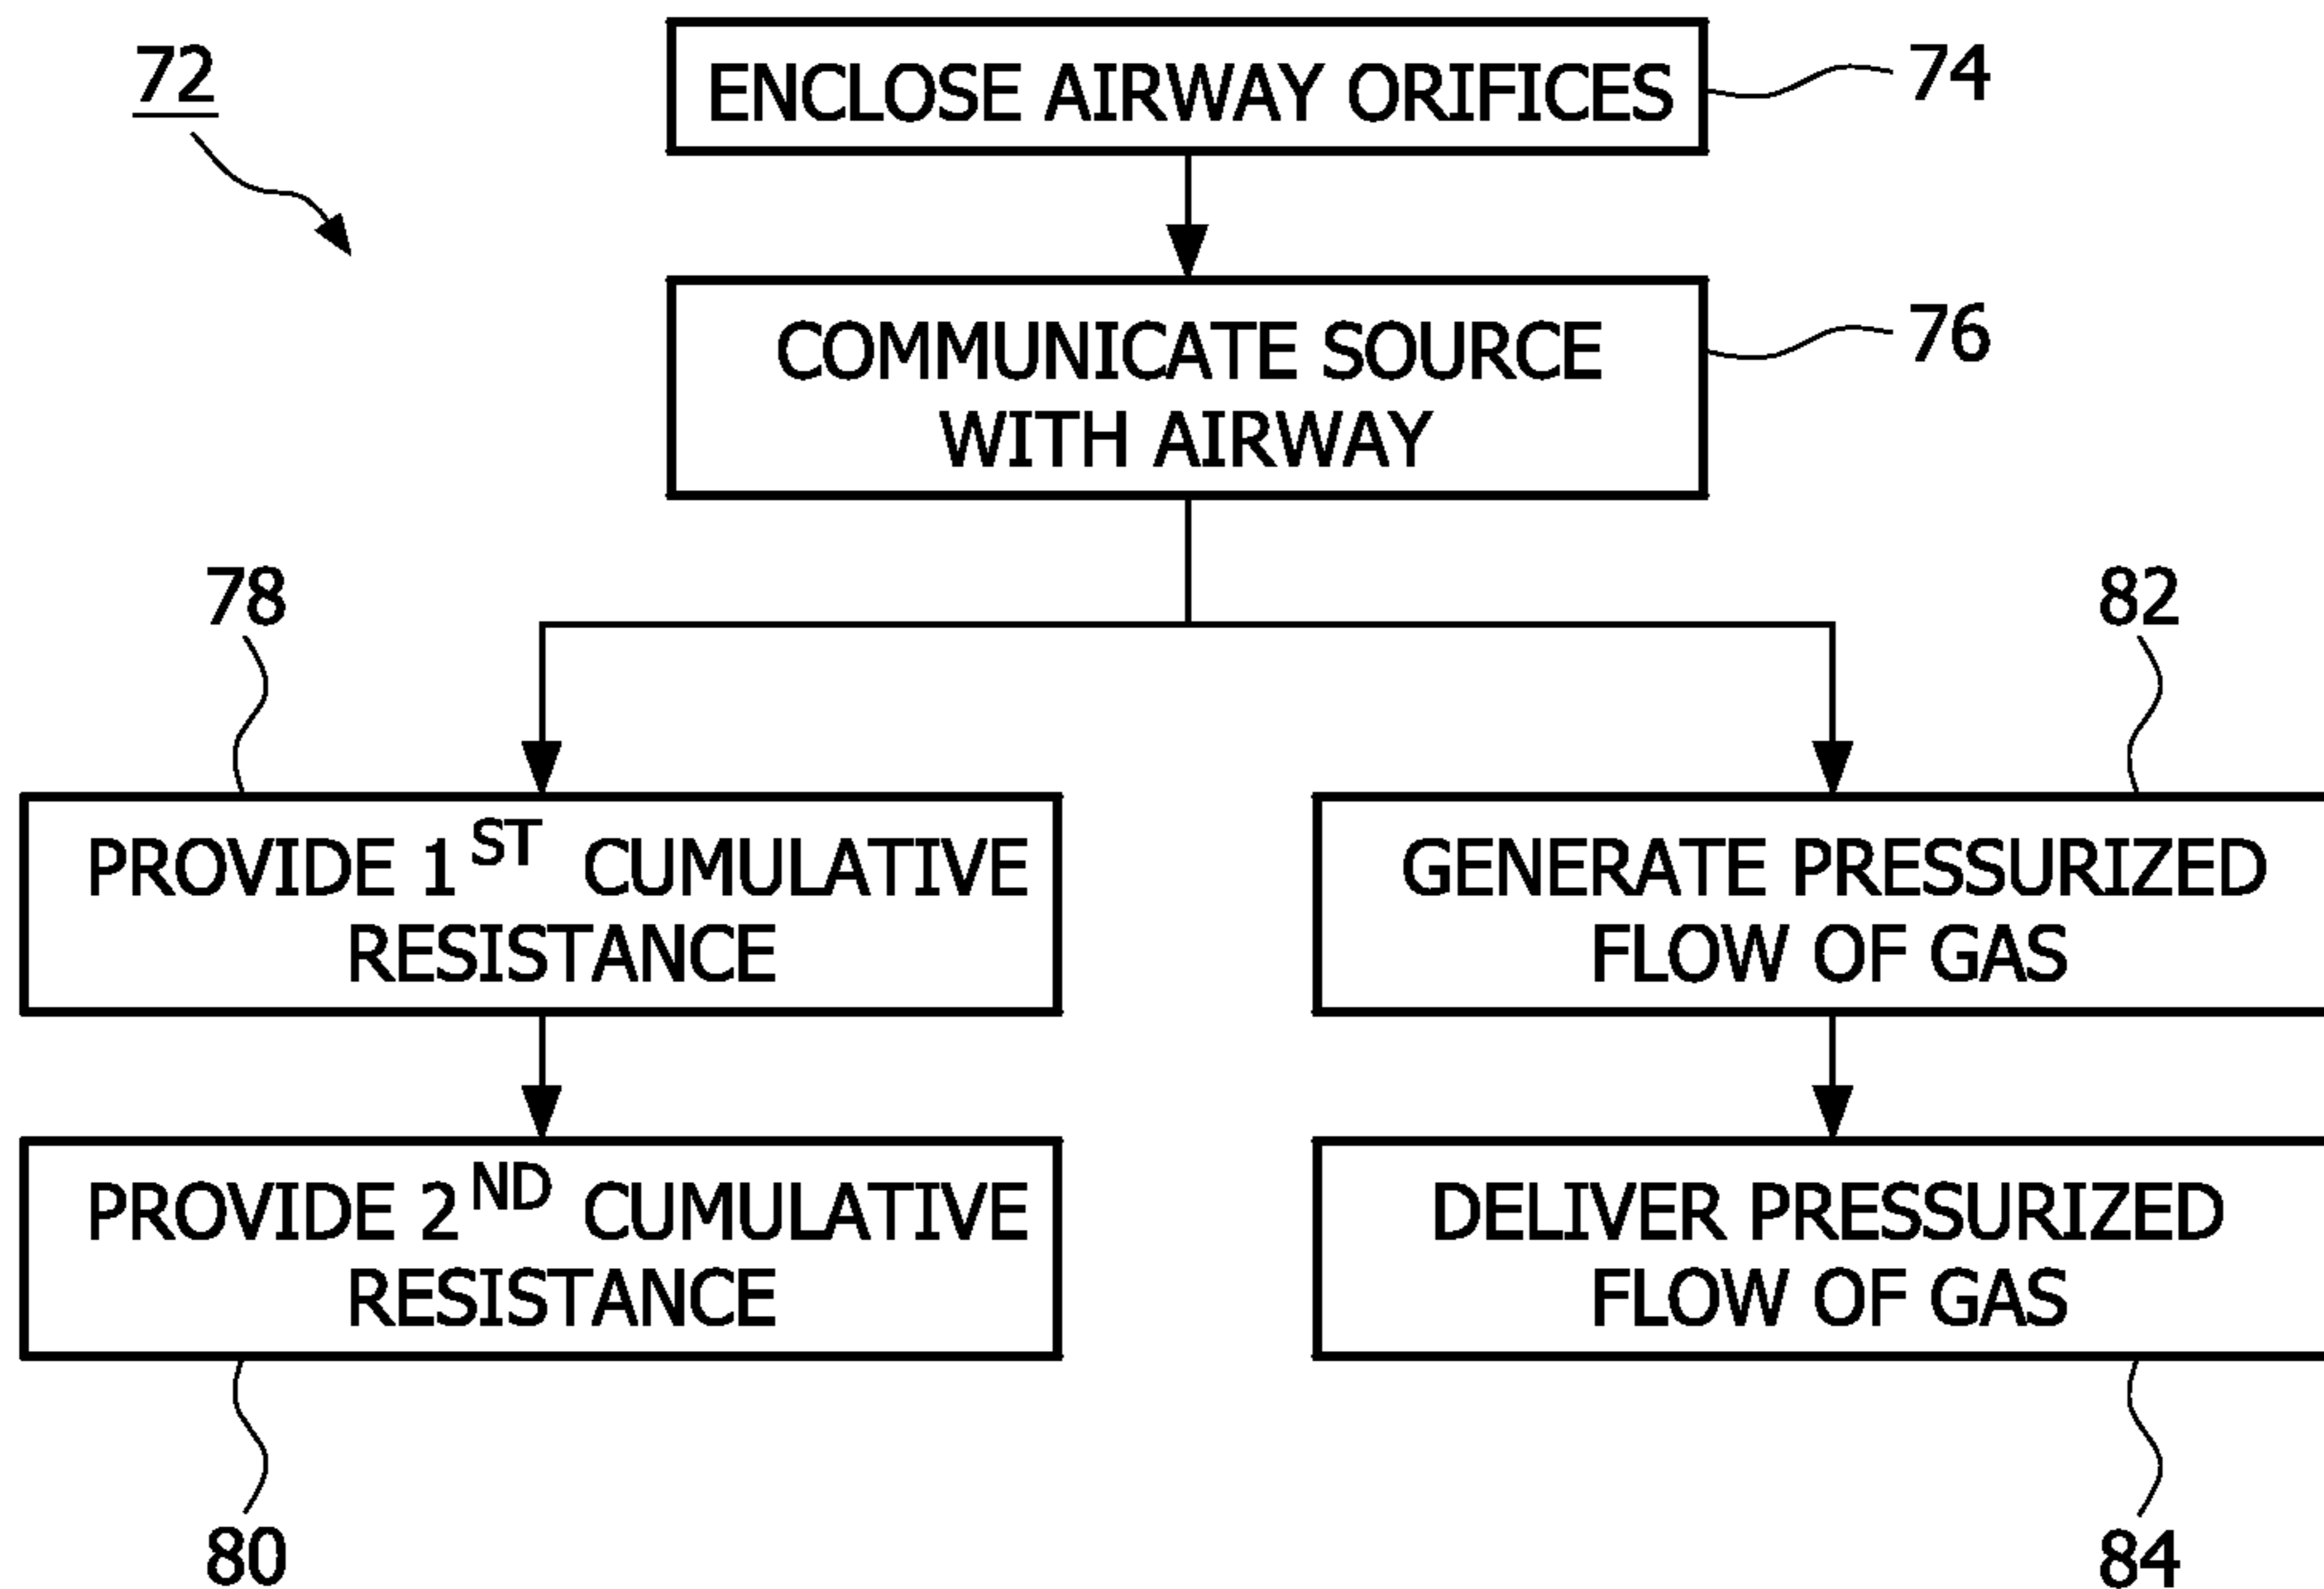 72
ENCLOSE AIRWAY ORIFICES
74
COMMUNICATE SOURCE
WITH AIRWAY
76
78
82
PROVIDE 1ST CUMULATIVE
RESISTANCE
GENERATE PRESSURIZED
FLOW OF GAS
PROVIDE 2ND CUMULATIVE
RESISTANCE
DELIVER PRESSURIZED
FLOW OF GAS
80
84